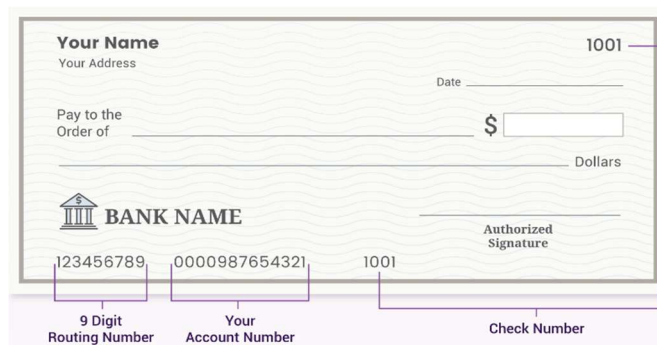 Your Name
1001
Your Address
Date
Pay to the
Order of
$
Dollars
$
BANK NAME
Authorized
Signature
123456789 0000987654321 1001
9 Digit
Routing Number
Your
Account Number
Check Number